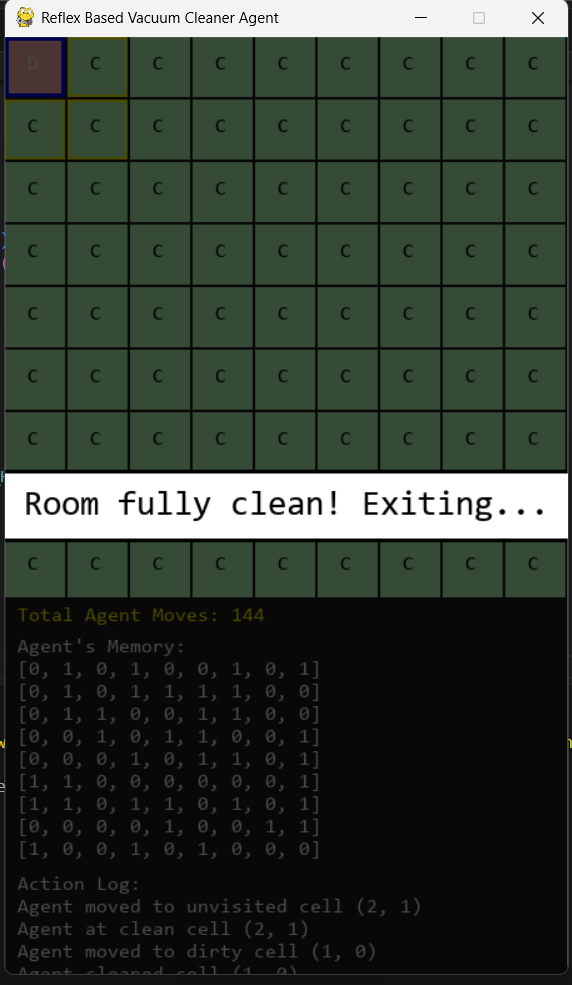 Reflex Based Vacuum Cleaner Agent
D C C C C C C C C
C C C C C C C C C
C C C C C C C C C
C C C C C C C C C
C C C C C C C C C
C C C C C C C C C
C C C C C C C C C
Room fully clean! Exiting...
C C C C C C C C C
Total Agent Moves: 144
Agent's Memory:
[0, 1, 0, 1, 0, 0, 1, 0, 1]
[0, 1, 0, 1, 1, 1, 1, 0, 0]
[0, 1, 1, 0, 0, 1, 1, 0, 0]
[0, 0, 1, 0, 1, 1, 0, 0, 1]
[0, 0, 0, 1, 0, 1, 1, 0, 1]
[1, 1, 0, 0, 0, 0, 0, 0, 1]
[1, 1, 0, 1, 1, 0, 1, 0, 1]
[0, 0, 0, 0, 1, 0, 0, 1, 1]
[1, 0, 0, 1, 0, 1, 0, 0, 0]
Action Log:
Agent moved to unvisited cell (2, 1)
Agent at clean cell (2, 1)
Agent moved to dirty cell (1, 0)
Agent cleaned cell (1, 0)